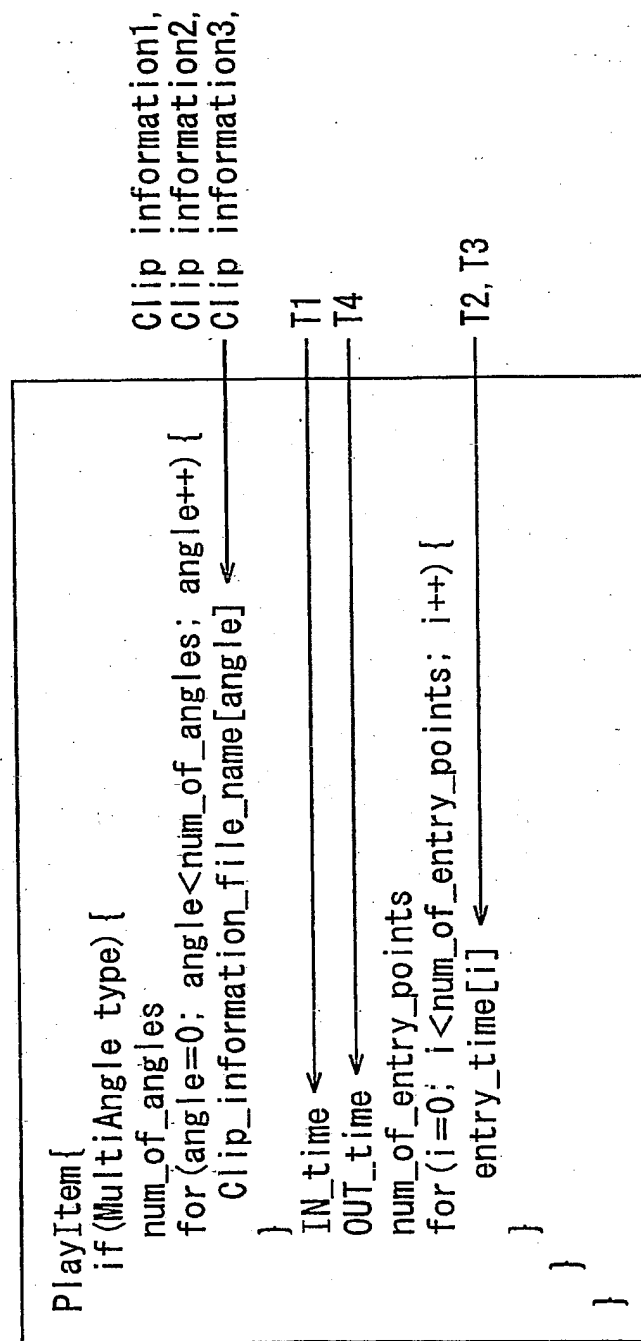 PlayItem{
if(MultiAngle type) {
num_of_angles
for(angle=0; angle<num_of_angles; angle++) {
Clip_information_file_name[angle]
}
IN_time
OUT_time
num_of_entry_points
for(i=0; i<num_of_entry_points; i++) {
entry_time[i]
}
}
}
Clip information1,
Clip information2,
Clip information3,
T1
T4
T2, T3